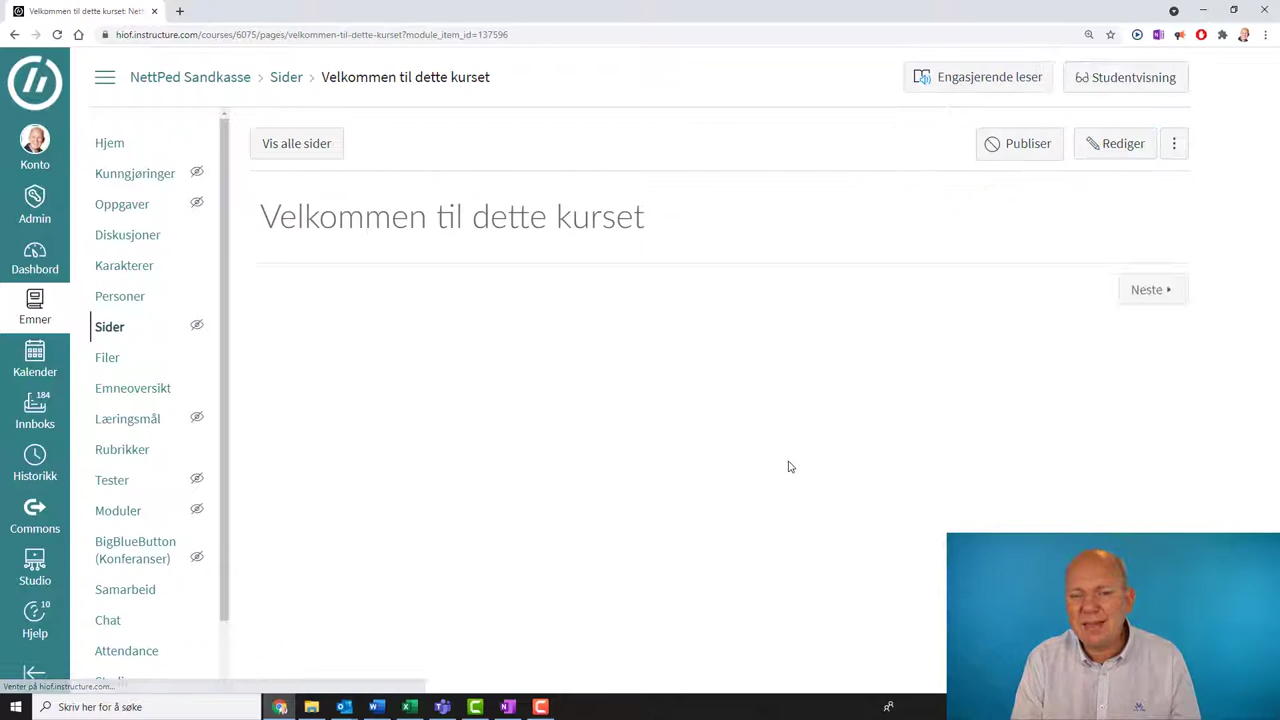 Velkommen til dette kurset: Nett
hiof.instructure.com/courses/6075/pages/velkommen-til-dette-kurset?module_item_id=137596
NettPed Sandkasse > Sider > Velkommen til dette kurset
Engasjerende leser
Studentvisning
Konto
Admin
Dashbord
Emner
Kalender
184
Innboks
Historikk
Commons
Studio
10
Hjelp
Hjem
Kunngjøringer
Oppgaver
Diskusjoner
Karakterer
Personer
Sider
Filer
Emneoversikt
Læringsmål
Rubrikker
Tester
Moduler
BigBlueButton
(Konferanser)
Samarbeid
Chat
Attendance
Vis alle sider
Publiser
Rediger
Velkommen til dette kurset
Neste
Venter på hiof.instructure.com...
Skriv her for å søke